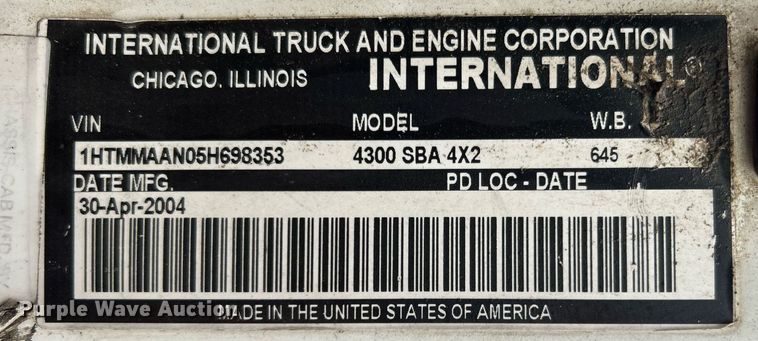 INTERNATIONAL TRUCK AND ENGINE CORPORATION
CHICAGO, ILLINOIS INTERNATIONAL®
VIN MODEL W.B.
1HTMMAAN05H698353 4300 SBA 4X2 645
DATE MFG. PD LOC - DATE
30-Apr-2004
MADE IN THE UNITED STATES OF AMERICA
Purple Wave Auction